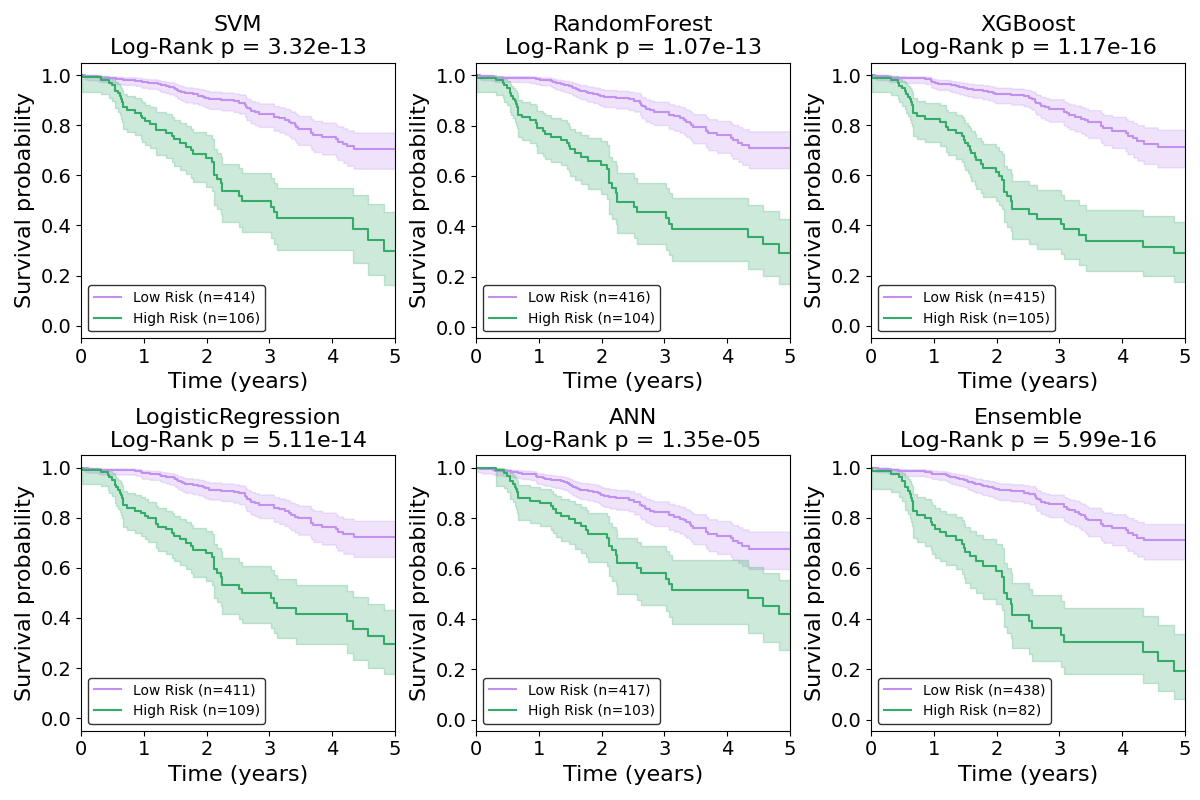 SVM
Log-Rank p = 3.32e-13
Survival probability
1.0
0.8
0.6
0.4
0.2
0.0
Low Risk (n=414)
High Risk (n=106)
0 1 2 3 4 5
Time (years)
RandomForest
Log-Rank p = 1.07e-13
Survival probability
1.0
0.8
0.6
0.4
0.2
0.0
Low Risk (n=416)
High Risk (n=104)
0 1 2 3 4 5
Time (years)
XGBoost
Log-Rank p = 1.17e-16
Survival probability
1.0
0.8
0.6
0.4
0.2
0.0
Low Risk (n=415)
High Risk (n=105)
0 1 2 3 4 5
Time (years)
LogisticRegression
Log-Rank p = 5.11e-14
Survival probability
1.0
0.8
0.6
0.4
0.2
0.0
Low Risk (n=411)
High Risk (n=109)
0 1 2 3 4 5
Time (years)
ANN
Log-Rank p = 1.35e-05
Survival probability
1.0
0.8
0.6
0.4
0.2
0.0
Low Risk (n=417)
High Risk (n=103)
0 1 2 3 4 5
Time (years)
Ensemble
Log-Rank p = 5.99e-16
Survival probability
1.0
0.8
0.6
0.4
0.2
0.0
Low Risk (n=438)
High Risk (n=82)
0 1 2 3 4 5
Time (years)